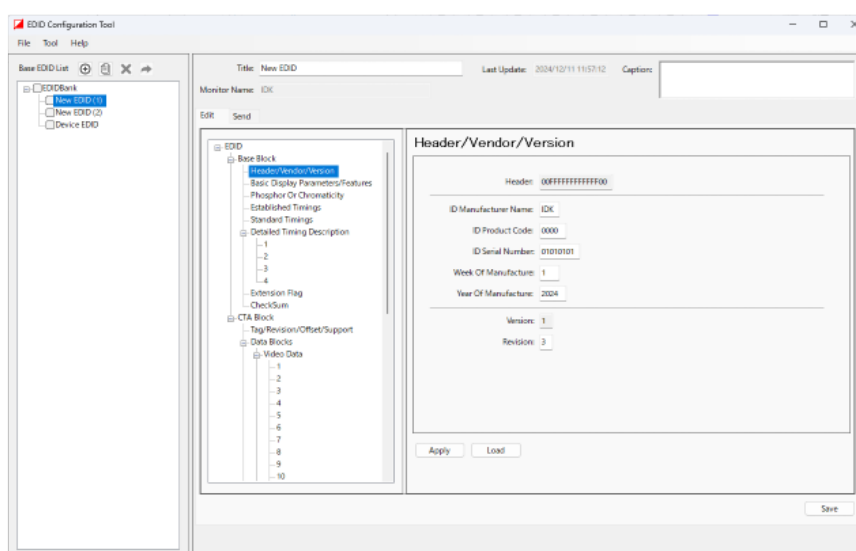 EDID Configuration Tool
File Tool Help
Base EDID List
EDIDBank
New EDID (1)
New EDID (2)
Device EDID
Title: New EDID
Last Update: 2024/12/11 11:57:12
Caption:
Monitor Name: IDK
Edit Send
EDID
Base Block
Header/Vendor/Version
Basic Display Parameters/Features
Phosphor Or Chromaticity
Established Timings
Standard Timings
Detailed Timing Description
1
2
3
4
Extension Flag
CheckSum
CTA Block
Tag/Revision/Offset/Support
Data Blocks
Video Data
1
2
3
4
5
6
7
8
9
10
Header/Vendor/Version
Header: 00FFFFFFFFFFFF00
ID Manufacturer Name: IDK
ID Product Code: 0000
ID Serial Number: 01010101
Week Of Manufacture: 1
Year Of Manufacture: 2024
Version: 1
Revision: 3
Apply Load
Save